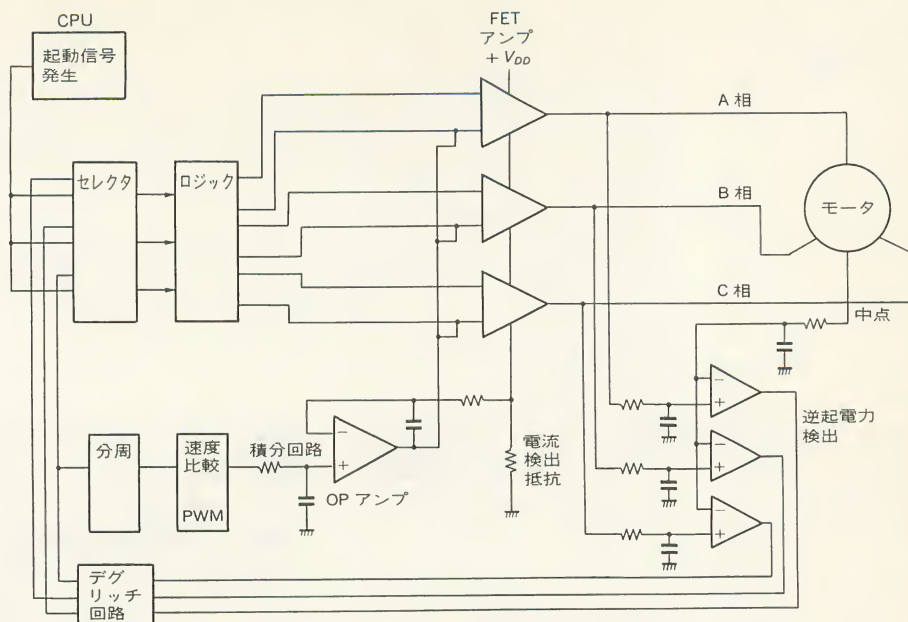 CPU
起動信号
発生
FET
アンプ
+ VDD
A 相
セレクタ
ロジック
B 相
モータ
C 相
中点
分周
速度
比較
PWM
積分回路
−
+
OP アンプ
電流
検出
抵抗
−
+
−
+
−
+
逆起電力
検出
デグ
リッチ
回路